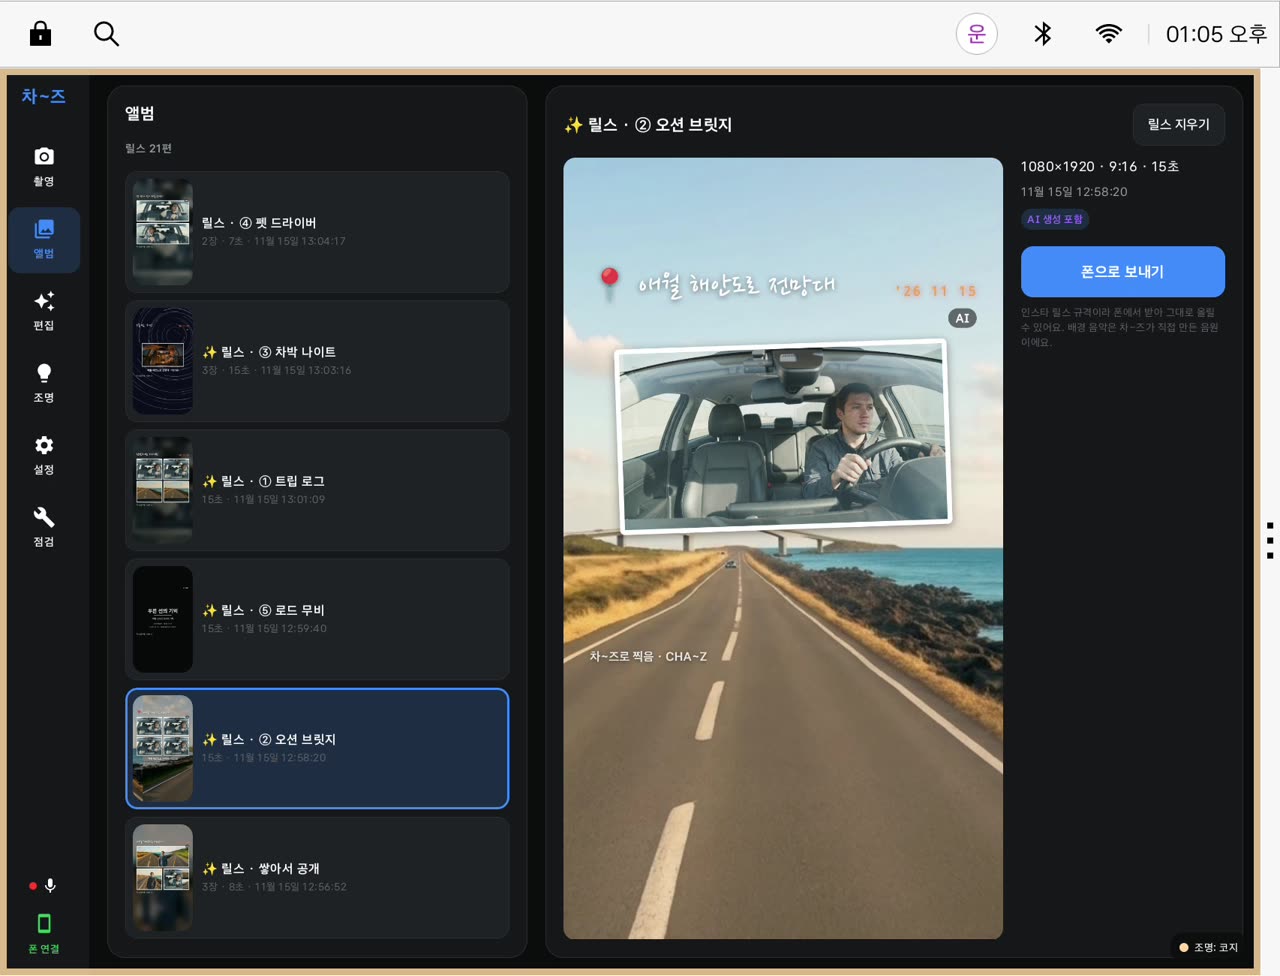 운
01:05 오후
차~즈
촬영
앨범
편집
조명
설정
점검
폰 연결
앨범
릴스 21편
릴스 · ④ 펫 드라이버
2장 · 7초 · 11월 15일 13:04:17
✨ 릴스 · ③ 차박 나이트
3장 · 15초 · 11월 15일 13:03:16
✨ 릴스 · ① 트립 로그
15초 · 11월 15일 13:01:09
✨ 릴스 · ⑤ 로드 무비
15초 · 11월 15일 12:59:40
✨ 릴스 · ② 오션 브릿지
15초 · 11월 15일 12:58:20
✨ 릴스 · 쌓아서 공개
3장 · 8초 · 11월 15일 12:56:52
✨ 릴스 · ② 오션 브릿지
릴스 지우기
애월 해안도로 전망대
'26 11 15
AI
차~즈로 찍음 · CHA~Z
1080×1920 · 9:16 · 15초
11월 15일 12:58:20
AI 생성 포함
폰으로 보내기
인스타 릴스 규격이라 폰에서 받아 그대로 올릴
수 있어요. 배경 음악은 차~즈가 직접 만든 음원
이에요.
조명: 코지